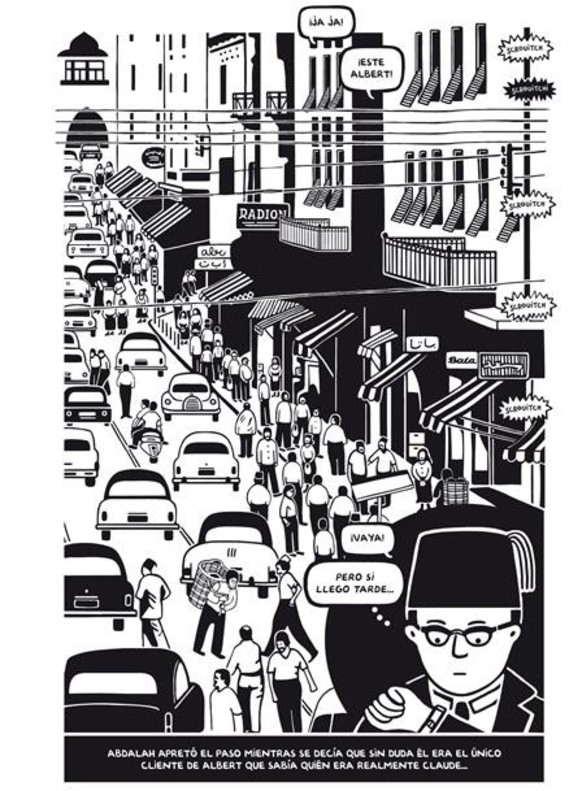 ¡JA JA!
¡ESTE
ALBERT!
SCROUITCH
SCROUITCH
RADION
SCROUITCH
abc
أ ب ت
SCROUITCH
باتا
Bata
SCROUITCH
¡VAYA!
PERO SI
LLEGO TARDE...
ABDALAH APRETÓ EL PASO MIENTRAS SE DECÍA QUE SIN DUDA ÉL ERA EL ÚNICO
CLIENTE DE ALBERT QUE SABÍA QUIÉN ERA REALMENTE CLAUDE...